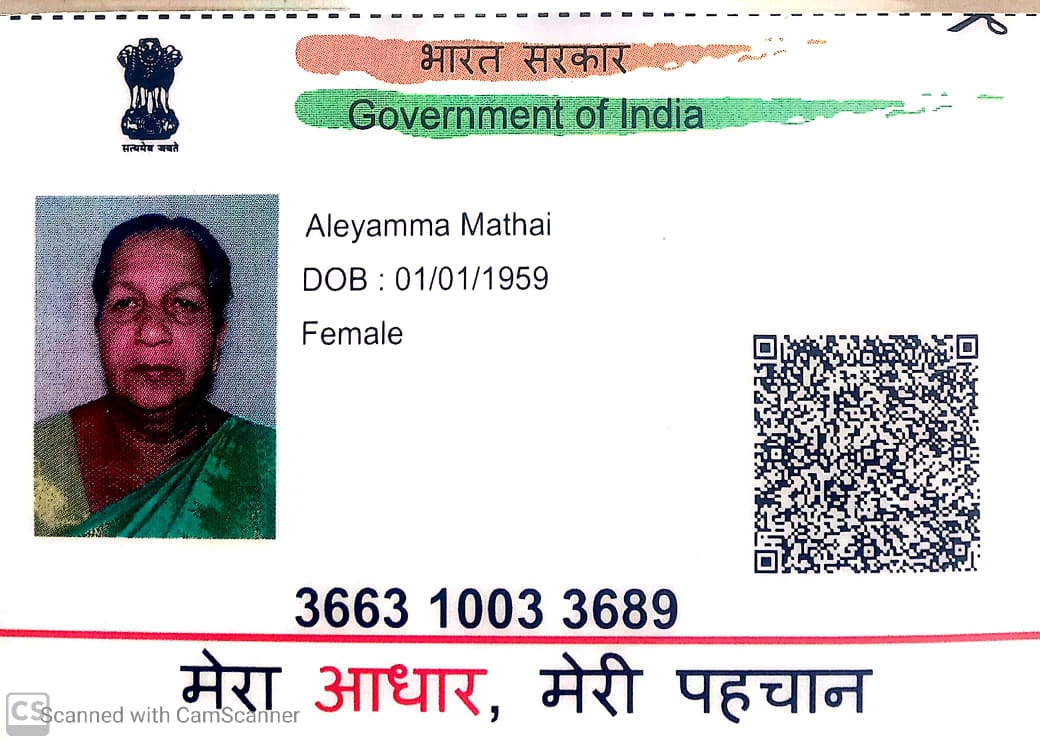 भारत सरकार
Government of India
सत्यमेव जयते
Aleyamma Mathai
DOB : 01/01/1959
Female
3663 1003 3689
मेरा आधार, मेरी पहचान
CS
Scanned with CamScanner